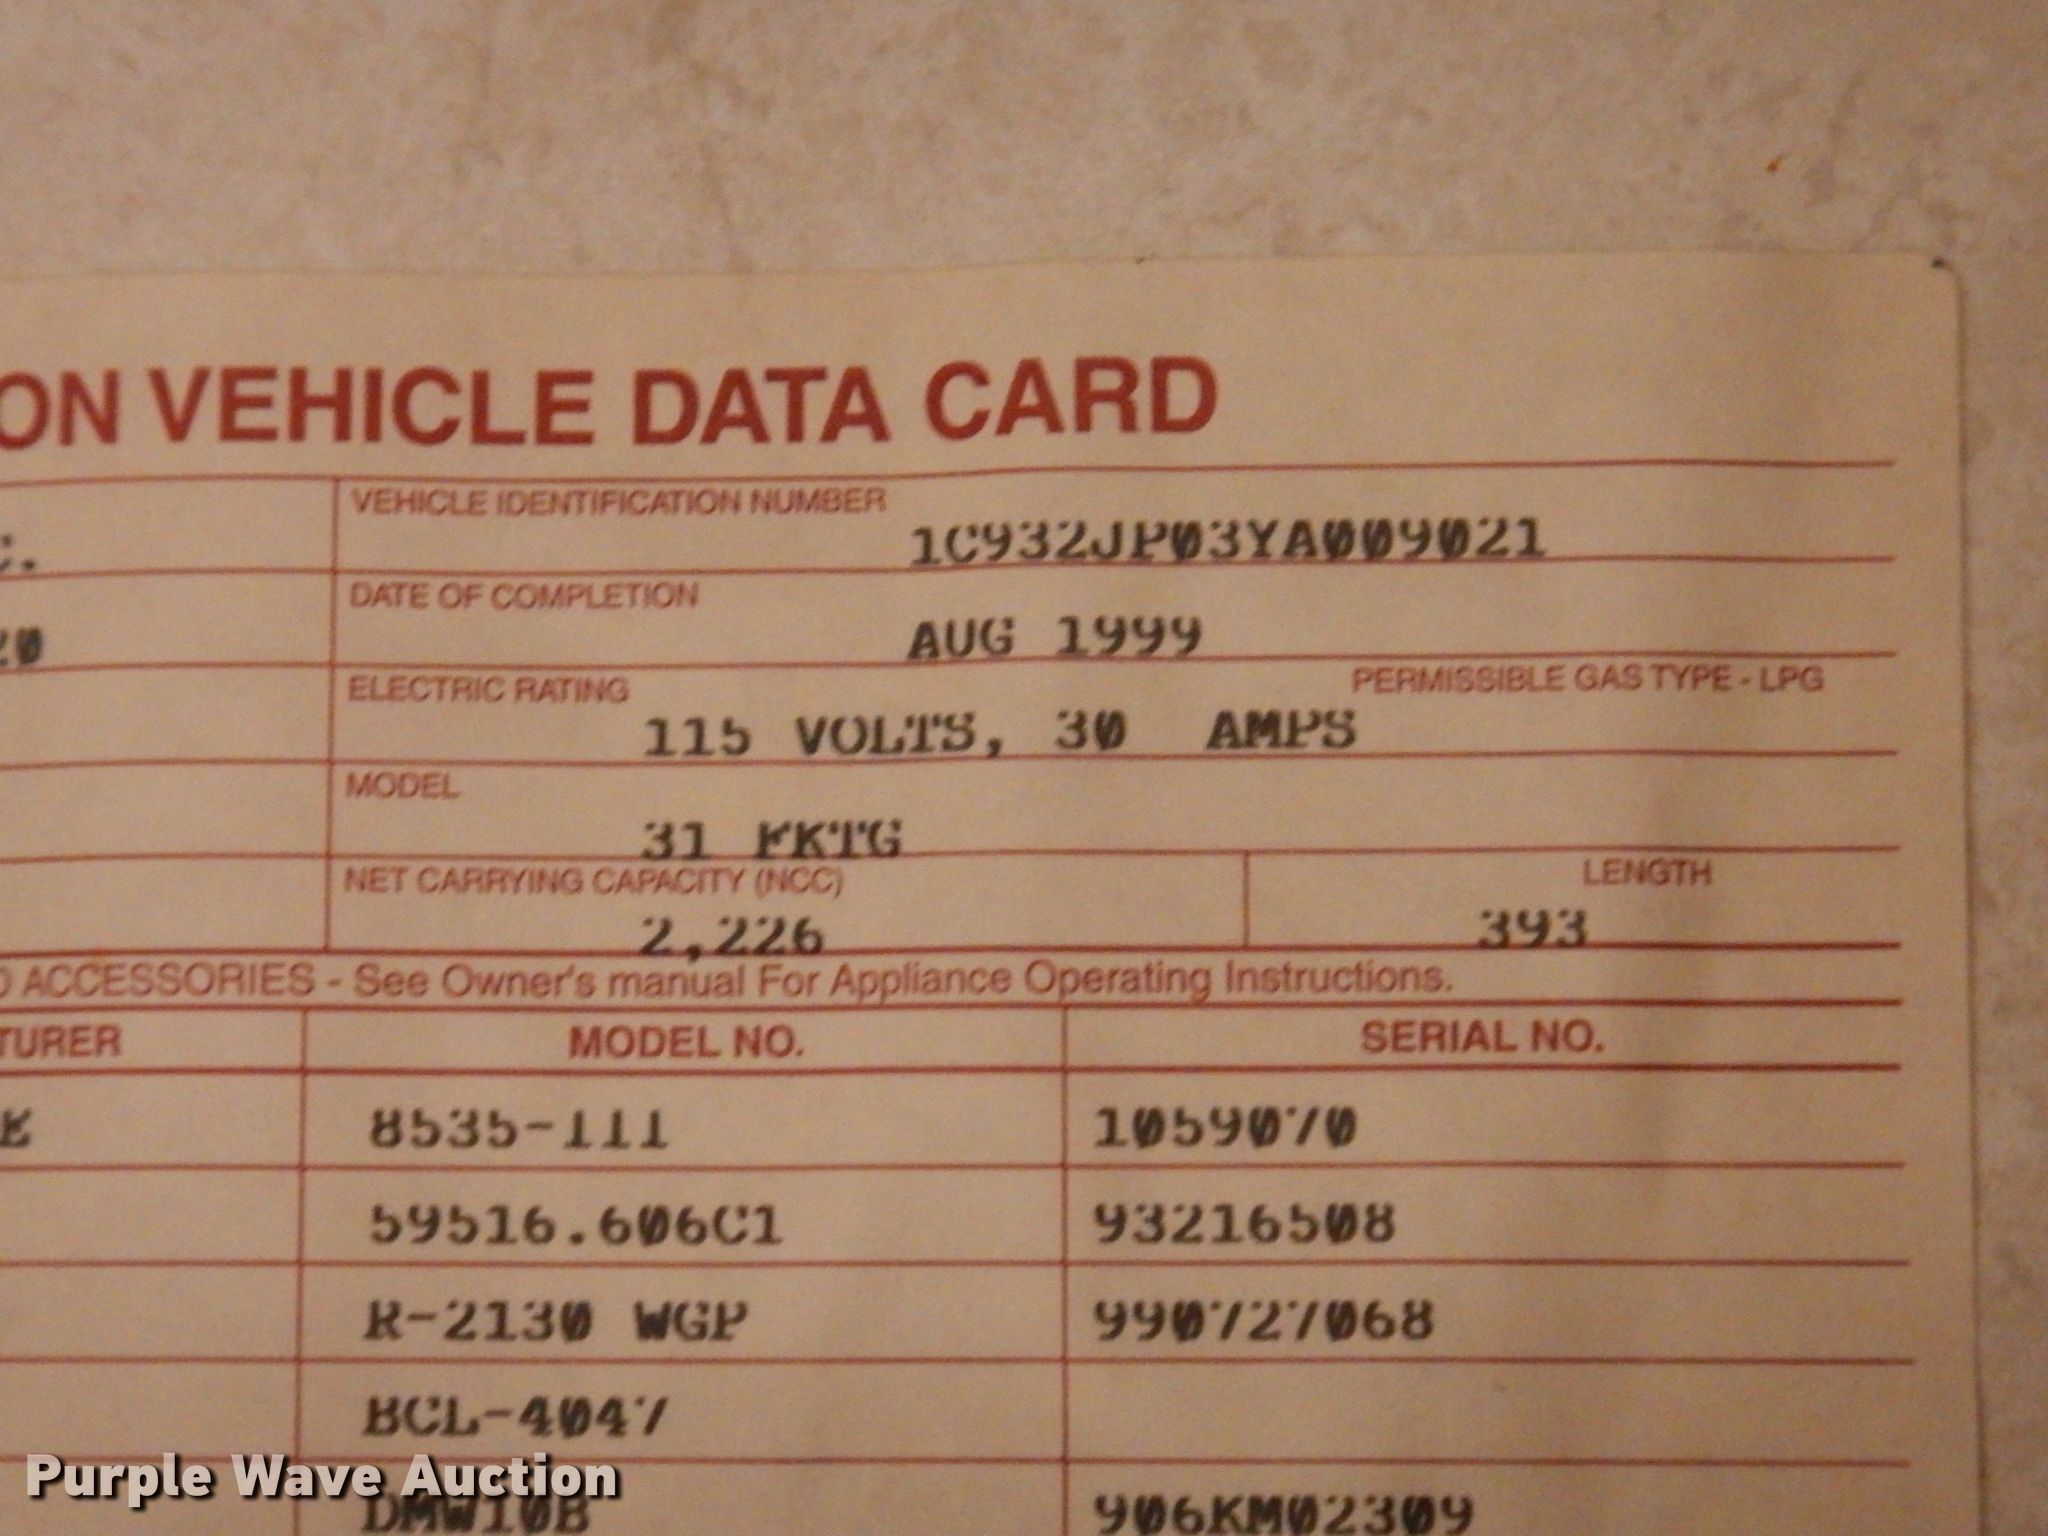 ON VEHICLE DATA CARD
VEHICLE IDENTIFICATION NUMBER
C. 1C932JP03YA009021
DATE OF COMPLETION
20 AUG 1999
ELECTRIC RATING PERMISSIBLE GAS TYPE - LPG
115 VOLTS, 30 AMPS
MODEL
31 FKTG
NET CARRYING CAPACITY (NCC) LENGTH
2,226 393
D ACCESSORIES - See Owner's manual For Appliance Operating Instructions.
TURER MODEL NO. SERIAL NO.
E 8535-III 1059070
59516.606C1 93216508
R-2130 WGP 990727068
BCL-4047
DMW10B 906KM02309
Purple Wave Auction